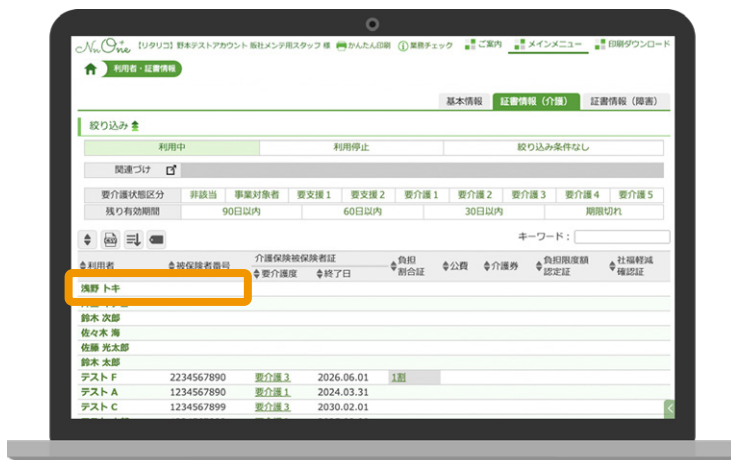 NnOne+ 【リタリコ】野本テストアカウント 販社メンテ用スタッフ 様 かんたん印刷 業務チェック ご案内 メインメニュー 印刷ダウンロード
利用者・証書情報
基本情報 証書情報（介護） 証書情報（障害）
絞り込み
利用中 利用停止 絞り込み条件なし
関連づけ
要介護状態区分 非該当 事業対象者 要支援1 要支援2 要介護1 要介護2 要介護3 要介護4 要介護5
残り有効期間 90日以内 60日以内 30日以内 期限切れ
キーワード：
利用者 被保険者番号 介護保険被保険者証 負担割合証 公費 介護券 負担限度額認定証 社福軽減確認証
要介護度 終了日
浅野 トキ
鈴木 次郎
佐々木 海
佐藤 光太郎
鈴木 太郎
テスト F 2234567890 要介護3 2026.06.01 1割
テスト A 1234567890 要介護1 2024.03.31
テスト C 1234567899 要介護3 2030.02.01